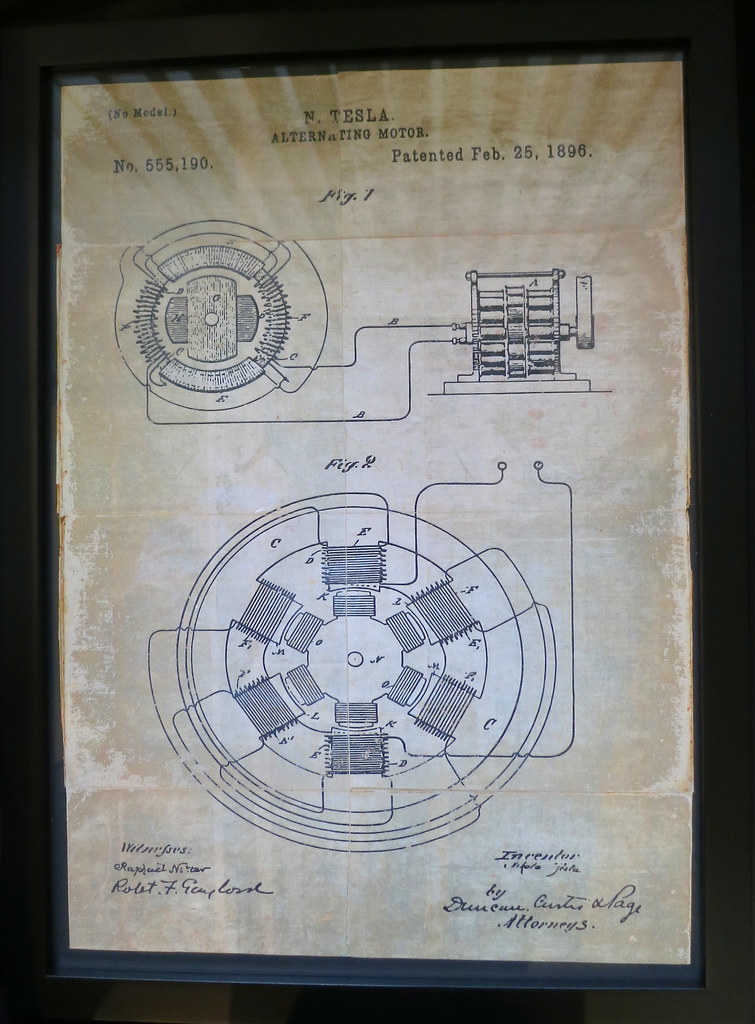 (No Model.)
N. TESLA.
ALTERNATING MOTOR.
No. 555,190.
Patented Feb. 25, 1896.
Fig. 1
B
A
D
F
C
C
E
B
Fig. 2
C
D
E
K
L
F
E,
O
M
N
M
O
L
K
C
E
D
Witnesses:
Raphaël Netter
Robt. F. Gaylord
Inventor
Nikola Tesla
by
Duncan, Curtis & Page
Attorneys.